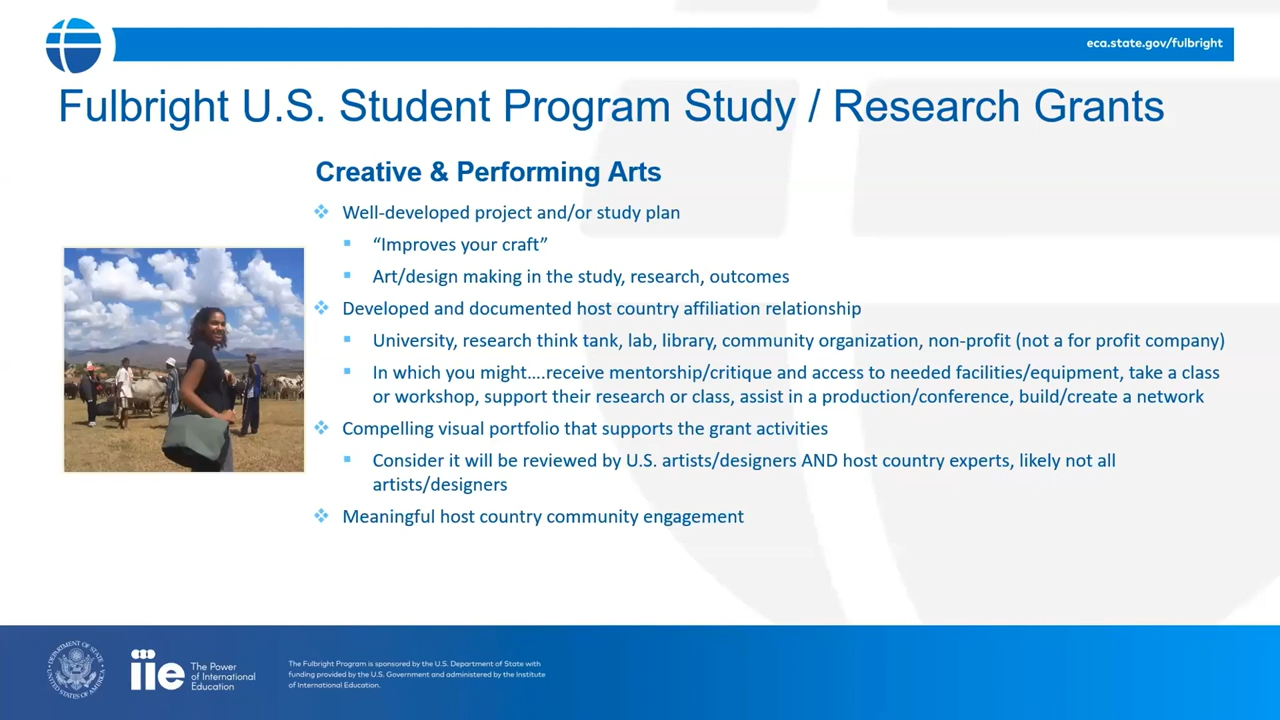 eca.state.gov/fulbright
Fulbright U.S. Student Program Study / Research Grants
Creative & Performing Arts
Well-developed project and/or study plan
“Improves your craft”
Art/design making in the study, research, outcomes
Developed and documented host country affiliation relationship
University, research think tank, lab, library, community organization, non-profit (not a for profit company)
In which you might....receive mentorship/critique and access to needed facilities/equipment, take a class
or workshop, support their research or class, assist in a production/conference, build/create a network
Compelling visual portfolio that supports the grant activities
Consider it will be reviewed by U.S. artists/designers AND host country experts, likely not all
artists/designers
Meaningful host country community engagement
DEPARTMENT OF STATE
UNITED STATES OF AMERICA
iie
The Power
of International
Education
The Fulbright Program is sponsored by the U.S. Department of State with
funding provided by the U.S. Government and administered by the Institute
of International Education.